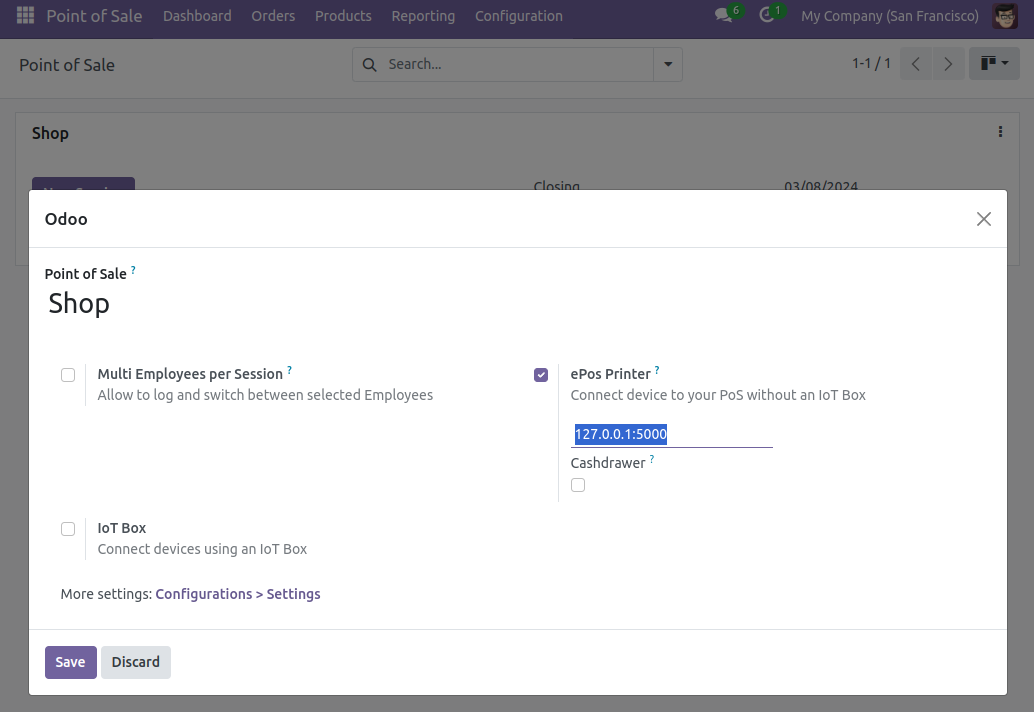 Point of Sale Dashboard Orders Products Reporting Configuration 6 1 My Company (San Francisco)
Point of Sale Search... 1-1 / 1
Shop
Closing 03/08/2024
Odoo
Point of Sale ?
Shop
Multi Employees per Session ?
Allow to log and switch between selected Employees
ePos Printer ?
Connect device to your PoS without an IoT Box
127.0.0.1:5000
Cashdrawer ?
IoT Box
Connect devices using an IoT Box
More settings: Configurations > Settings
Save Discard